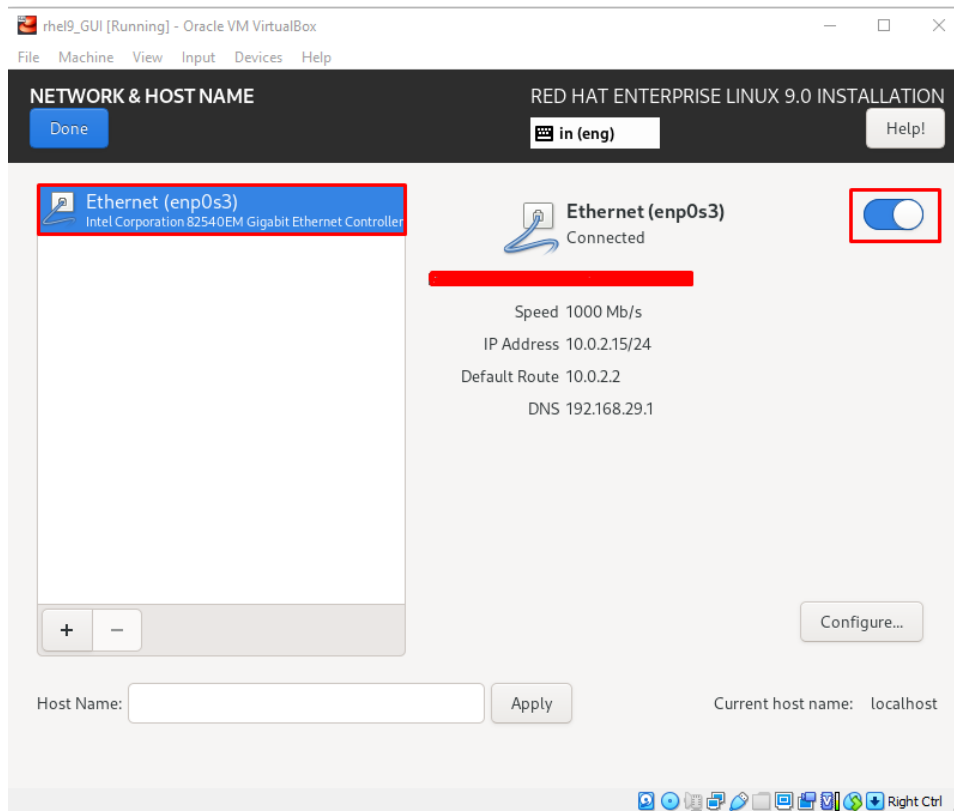 rhel9_GUI [Running] - Oracle VM VirtualBox
File Machine View Input Devices Help
NETWORK & HOST NAME
RED HAT ENTERPRISE LINUX 9.0 INSTALLATION
Done
in (eng)
Help!
Ethernet (enp0s3)
Intel Corporation 82540EM Gigabit Ethernet Controller
Ethernet (enp0s3)
Connected
Speed 1000 Mb/s
IP Address 10.0.2.15/24
Default Route 10.0.2.2
DNS 192.168.29.1
+ −
Configure...
Host Name:
Apply
Current host name: localhost
Right Ctrl